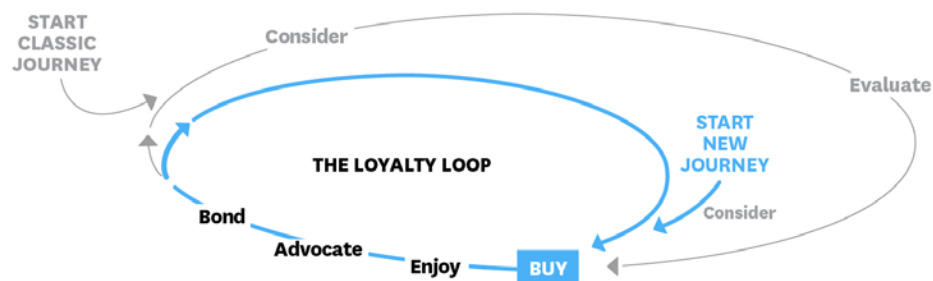 START
CLASSIC
JOURNEY
Consider
Evaluate
START
NEW
JOURNEY
THE LOYALTY LOOP
Consider
Bond
Advocate
Enjoy
BUY